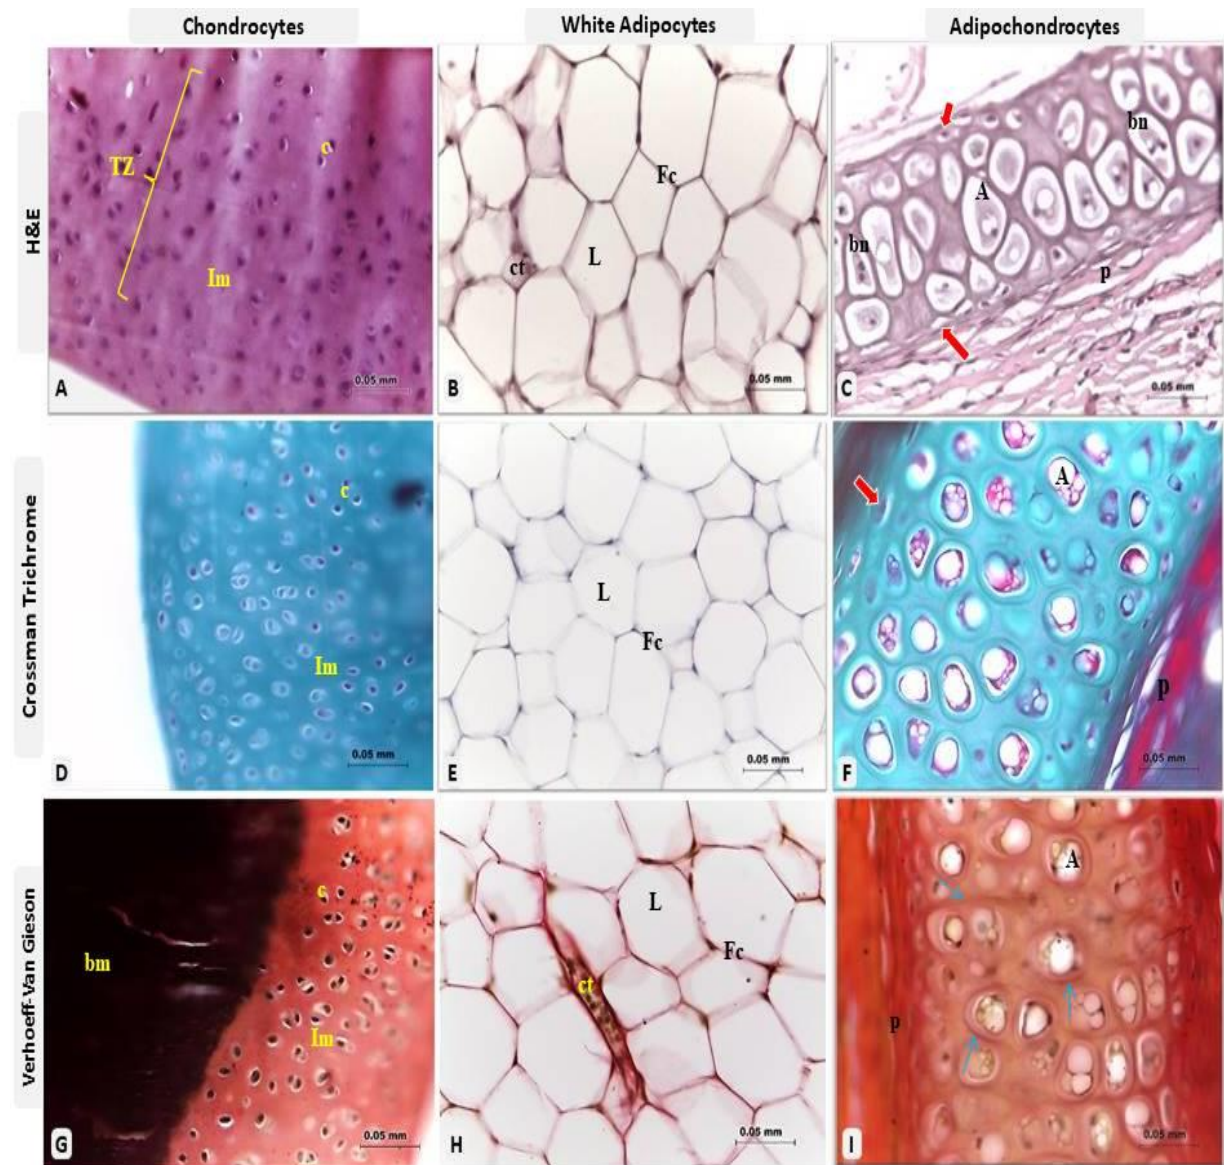 Chondrocytes
White Adipocytes
Adipochondrocytes
H&E
TZ
c
Im
0.05 mm
A
Fc
L
ct
0.05 mm
B
bn
A
bn
p
0.05 mm
C
Crossman Trichrome
c
Im
0.05 mm
D
L
Fc
0.05 mm
E
A
p
0.05 mm
F
Verhoeff-Van Gieson
c
bm
Im
0.05 mm
G
L
Fc
ct
0.05 mm
H
A
p
0.05 mm
I